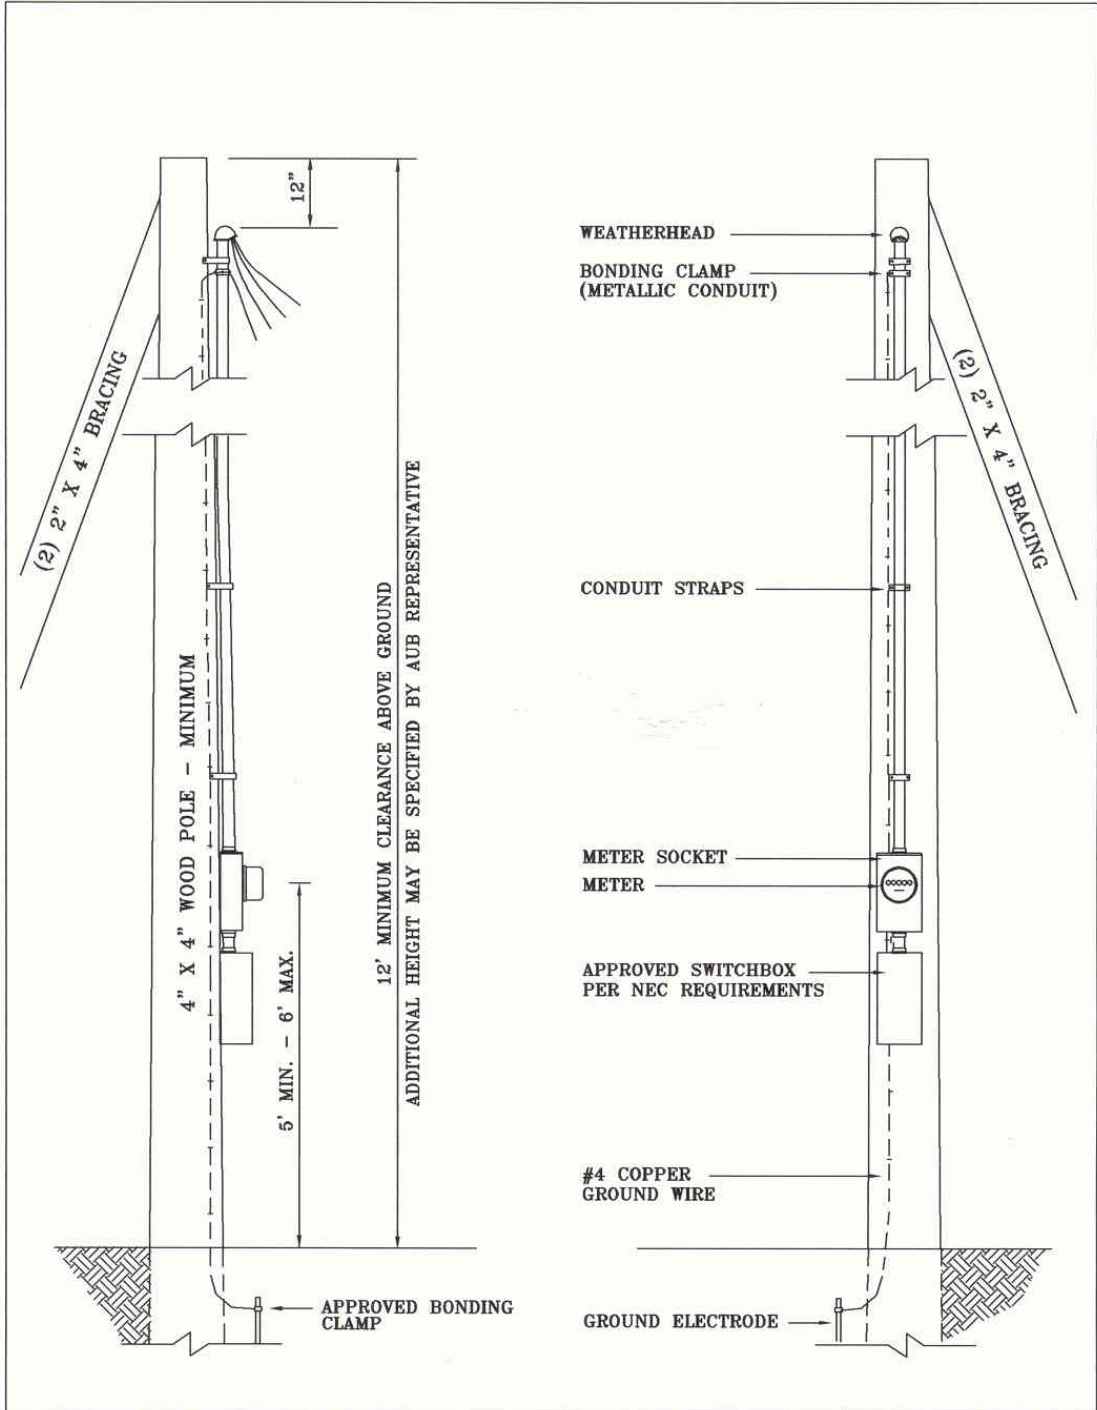 12"
(2) 2" X 4" BRACING
4" X 4" WOOD POLE - MINIMUM
5' MIN. - 6' MAX.
12' MINIMUM CLEARANCE ABOVE GROUND
ADDITIONAL HEIGHT MAY BE SPECIFIED BY AUB REPRESENTATIVE
APPROVED BONDING
CLAMP
WEATHERHEAD
BONDING CLAMP
(METALLIC CONDUIT)
(2) 2" X 4" BRACING
CONDUIT STRAPS
METER SOCKET
METER
APPROVED SWITCHBOX
PER NEC REQUIREMENTS
#4 COPPER
GROUND WIRE
GROUND ELECTRODE